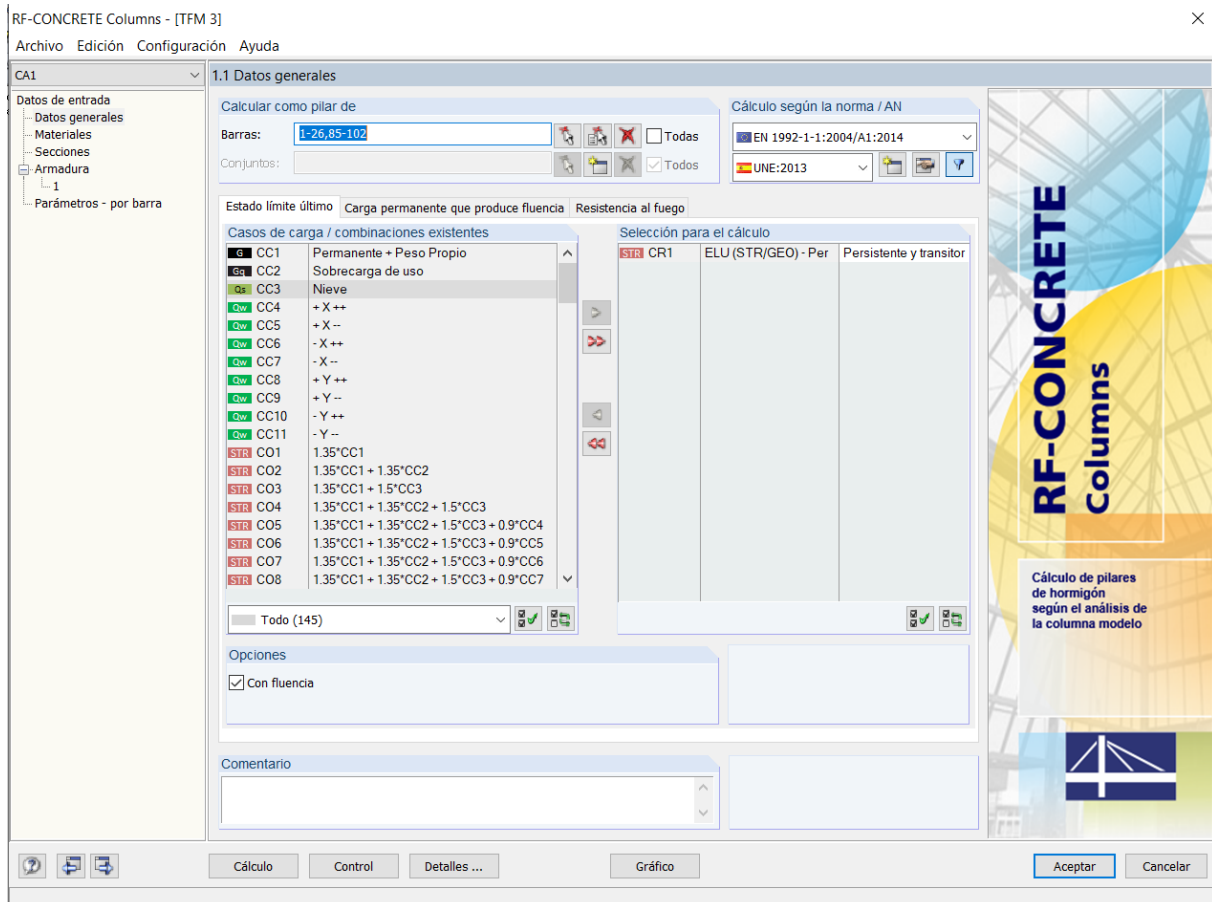 RF-CONCRETE Columns - [TFM 3]
Archivo Edición Configuración Ayuda
CA1
Datos de entrada
Datos generales
Materiales
Secciones
Armadura
1
Parámetros - por barra
1.1 Datos generales
Calcular como pilar de
Barras:
1-26,85-102
Todas
Conjuntos:
Todos
Cálculo según la norma / AN
EN 1992-1-1:2004/A1:2014
UNE:2013
Estado límite último
Carga permanente que produce fluencia
Resistencia al fuego
Casos de carga / combinaciones existentes
G CC1 Permanente + Peso Propio
Gq CC2 Sobrecarga de uso
Qs CC3 Nieve
Qw CC4 + X ++
Qw CC5 + X --
Qw CC6 - X ++
Qw CC7 - X --
Qw CC8 + Y ++
Qw CC9 + Y --
Qw CC10 - Y ++
Qw CC11 - Y --
STR CO1 1.35*CC1
STR CO2 1.35*CC1 + 1.35*CC2
STR CO3 1.35*CC1 + 1.5*CC3
STR CO4 1.35*CC1 + 1.35*CC2 + 1.5*CC3
STR CO5 1.35*CC1 + 1.35*CC2 + 1.5*CC3 + 0.9*CC4
STR CO6 1.35*CC1 + 1.35*CC2 + 1.5*CC3 + 0.9*CC5
STR CO7 1.35*CC1 + 1.35*CC2 + 1.5*CC3 + 0.9*CC6
STR CO8 1.35*CC1 + 1.35*CC2 + 1.5*CC3 + 0.9*CC7
Todo (145)
Selección para el cálculo
STR CR1 ELU (STR/GEO) - Per Persistente y transitor
Opciones
Con fluencia
Comentario
RF-CONCRETE
Columns
Cálculo de pilares
de hormigón
según el análisis de
la columna modelo
Cálculo
Control
Detalles ...
Gráfico
Aceptar
Cancelar